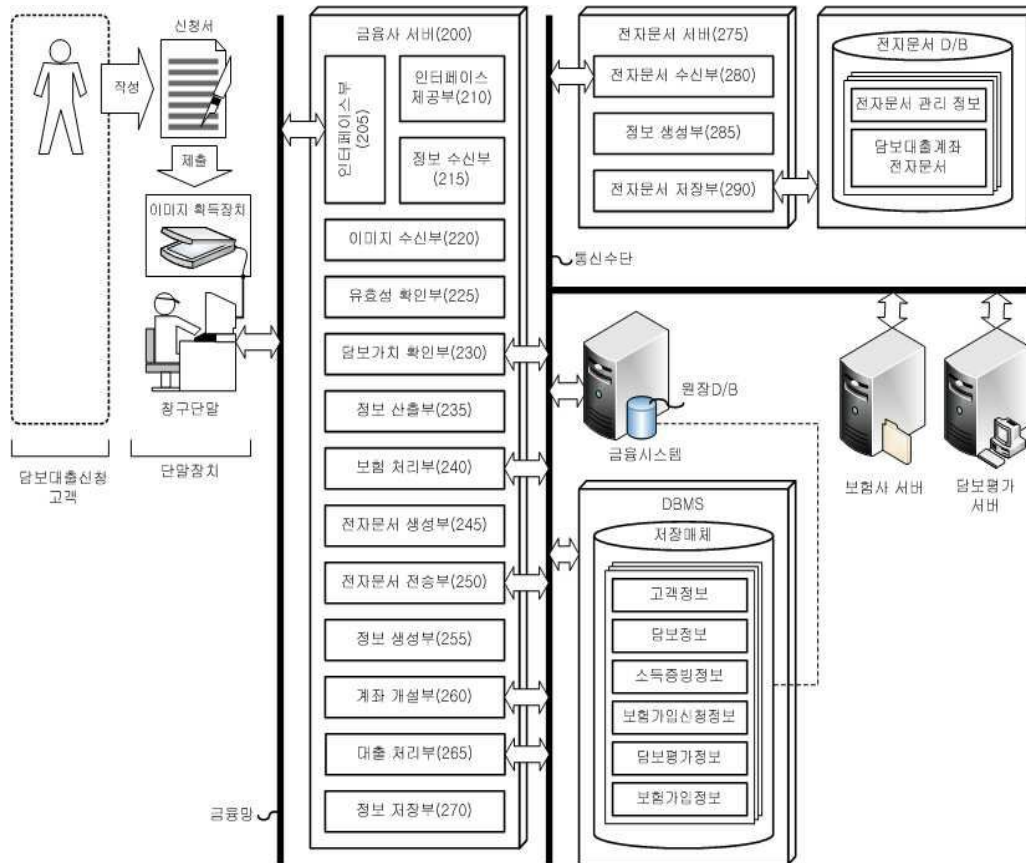 신청서
작성
제출
이미지 획득장치
창구단말
담보대출신청
고객
단말장치
금융망
금융사 서버(200)
인터페이스부
(205)
인터페이스
제공부(210)
정보 수신부
(215)
이미지 수신부(220)
유효성 확인부(225)
담보가치 확인부(230)
정보 산출부(235)
보험 처리부(240)
전자문서 생성부(245)
전자문서 전송부(250)
정보 생성부(255)
계좌 개설부(260)
대출 처리부(265)
정보 저장부(270)
전자문서 서버(275)
전자문서 수신부(280)
정보 생성부(285)
전자문서 저장부(290)
전자문서 D/B
전자문서 관리 정보
담보대출계좌
전자문서
통신수단
원장D/B
금융시스템
보험사 서버
담보평가
서버
DBMS
저장매체
고객정보
담보정보
소득증빙정보
보험가입신청정보
담보평가정보
보험가입정보